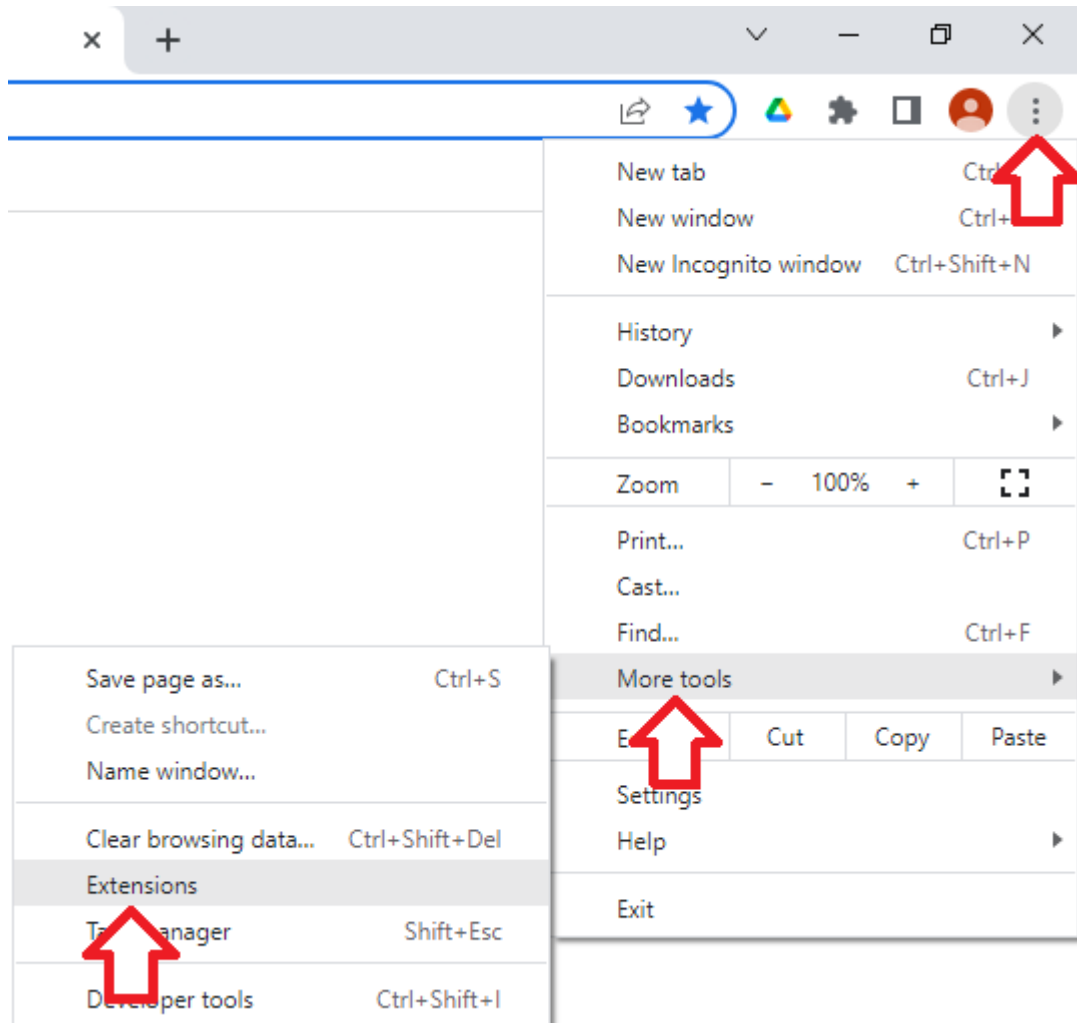 New tab
New window Ctrl+
New Incognito window Ctrl+Shift+N
History
Downloads Ctrl+J
Bookmarks
Zoom - 100% +
Print... Ctrl+P
Cast...
Find... Ctrl+F
More tools
Cut Copy Paste
Settings
Help
Exit
Save page as... Ctrl+S
Create shortcut...
Name window...
Clear browsing data... Ctrl+Shift+Del
Extensions
Shift+Esc
Developer tools Ctrl+Shift+I